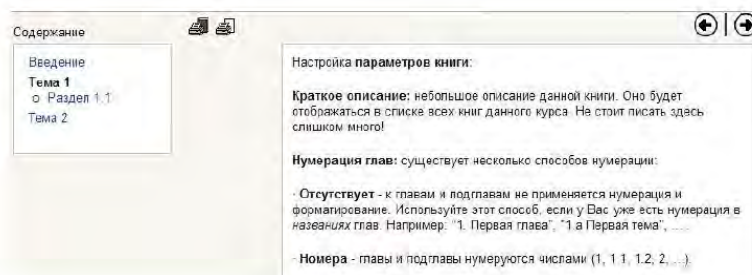 Содержание
Введение
Тема 1
o Раздел 1.1
Тема 2
Настройка параметров книги:
Краткое описание: небольшое описание данной книги. Оно будет
отображаться в списке всех книг данного курса. Не стоит писать здесь
слишком много!
Нумерация глав: существует несколько способов нумерации:
· Отсутствует - к главам и подглавам не применяется нумерация и
форматирование. Используйте этот способ, если у Вас уже есть нумерация в
названиях глав. Например: "1. Первая глава", "1.а Первая тема", .....
· Номера - главы и подглавы нумеруются числами (1, 1.1, 1.2, 2, ...).